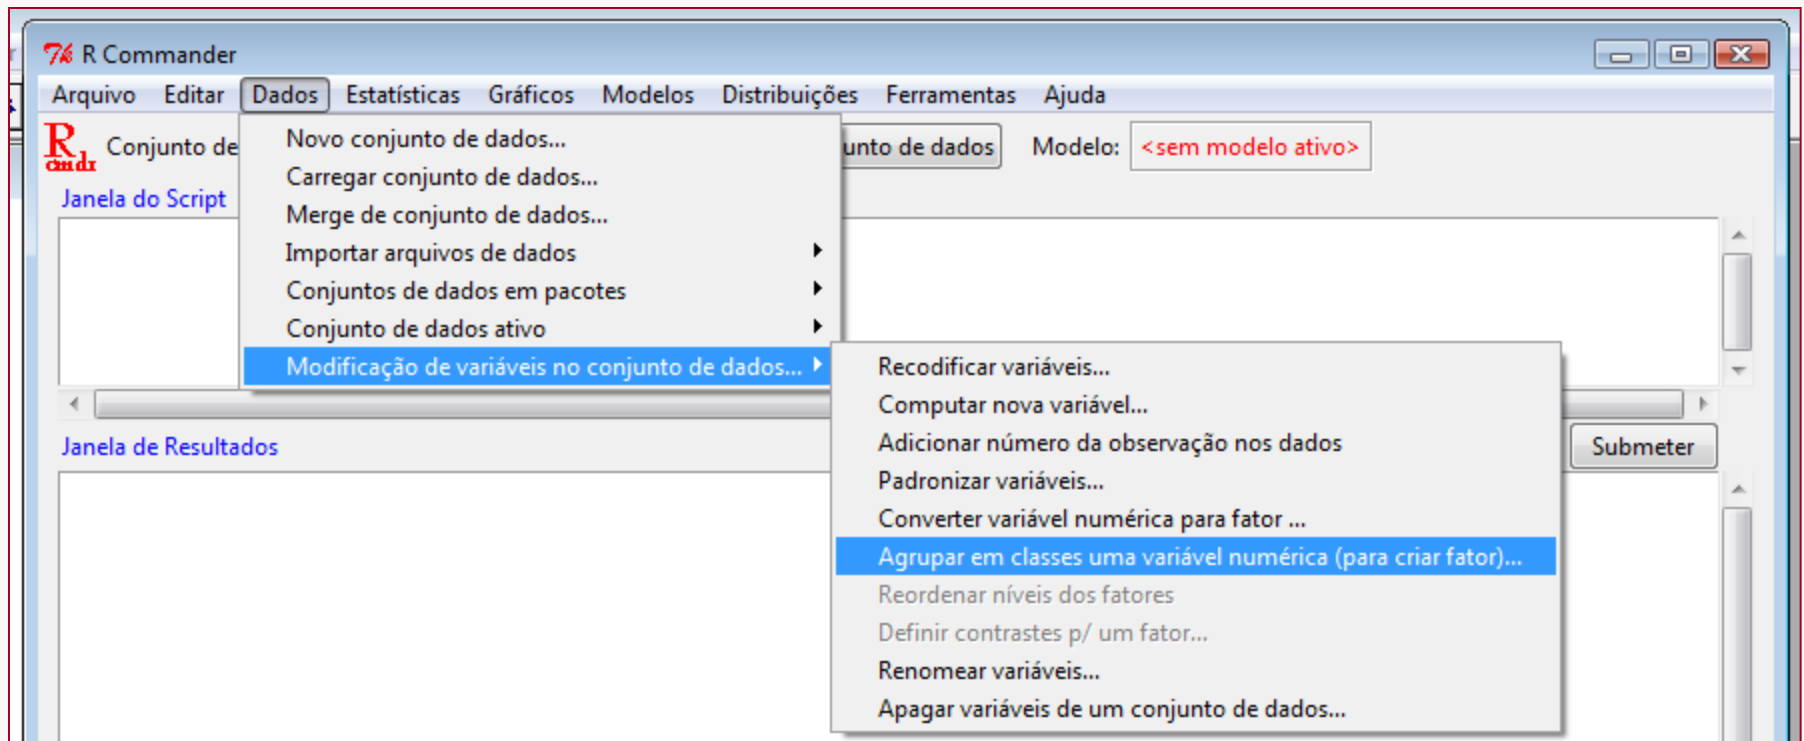 R Commander
Arquivo Editar Dados Estatísticas Gráficos Modelos Distribuições Ferramentas Ajuda
R cmdr Conjunto de unto de dados Modelo: <sem modelo ativo>
Novo conjunto de dados...
Carregar conjunto de dados...
Janela do Script
Merge de conjunto de dados...
Importar arquivos de dados
Conjuntos de dados em pacotes
Conjunto de dados ativo
Modificação de variáveis no conjunto de dados...
Recodificar variáveis...
Computar nova variável...
Adicionar número da observação nos dados
Padronizar variáveis...
Converter variável numérica para fator ...
Agrupar em classes uma variável numérica (para criar fator)...
Reordenar níveis dos fatores
Definir contrastes p/ um fator...
Renomear variáveis...
Apagar variáveis de um conjunto de dados...
Janela de Resultados
Submeter